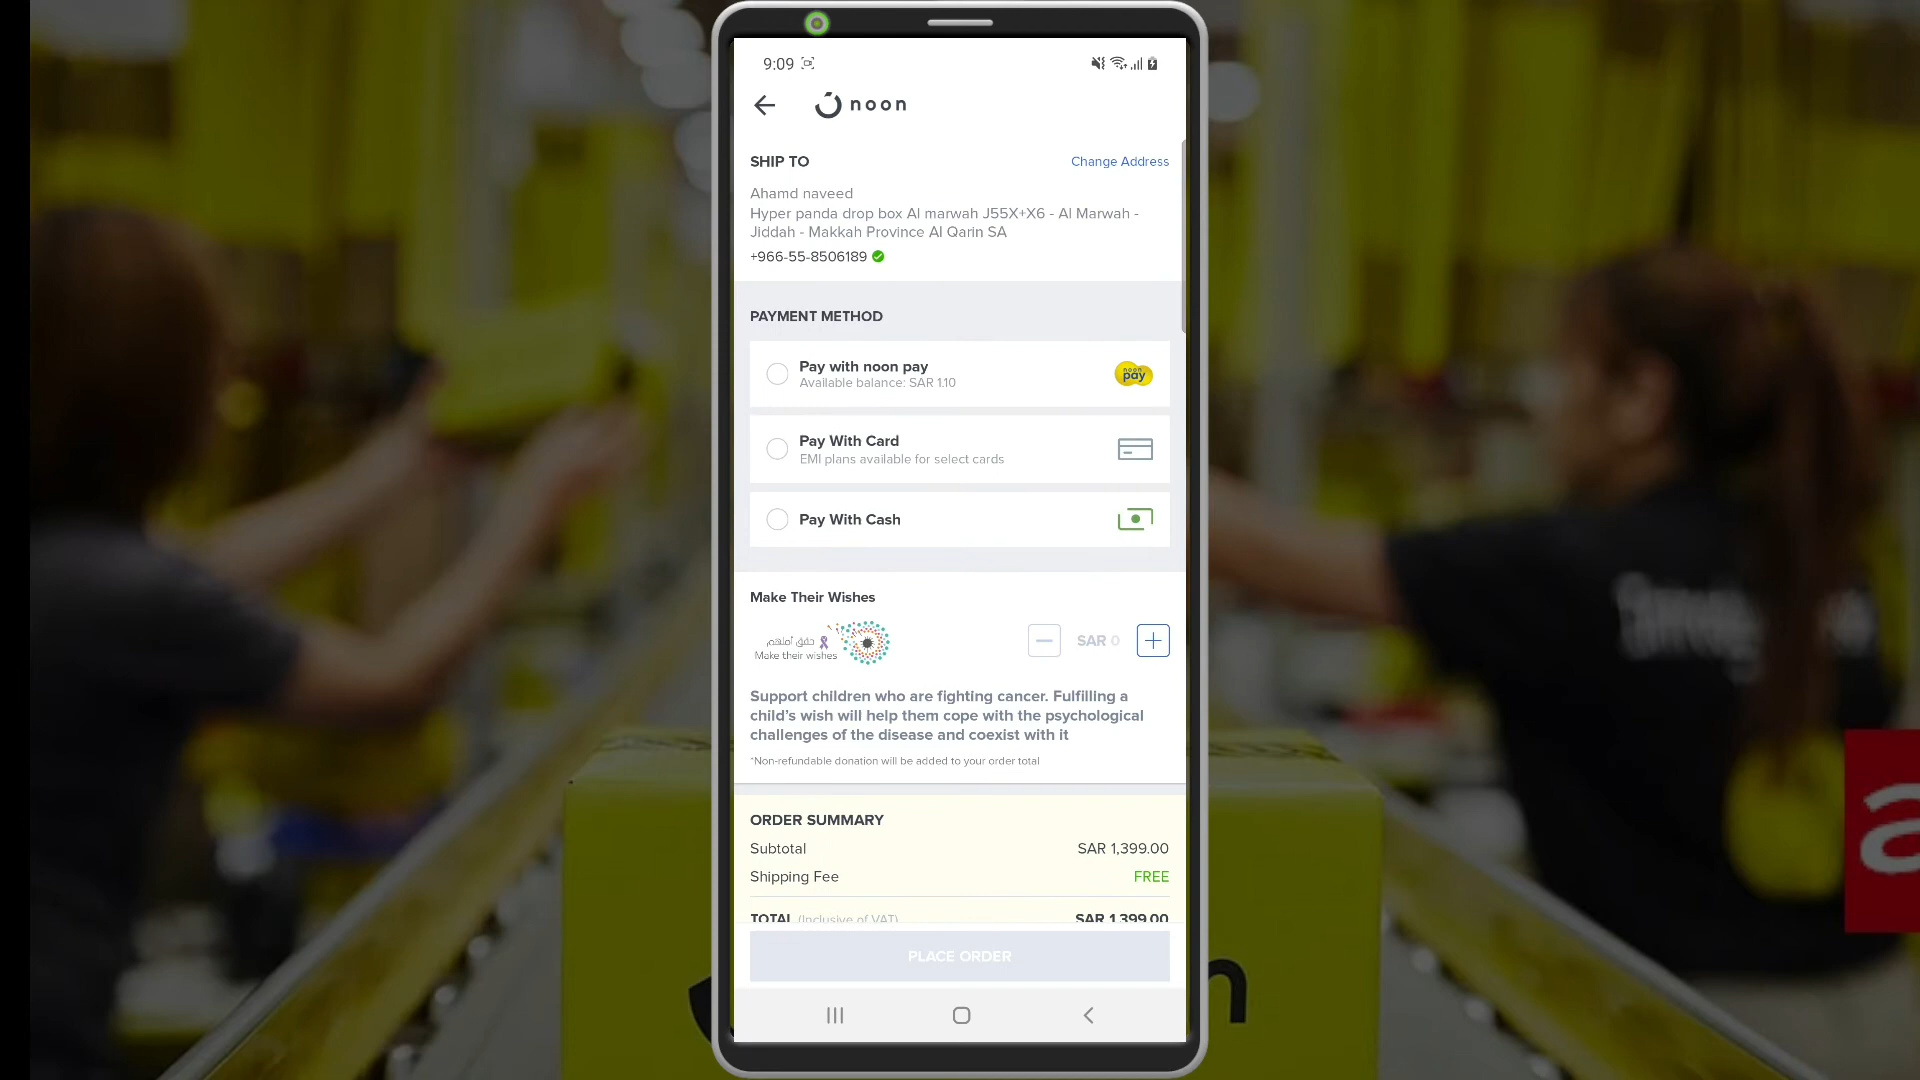 9:09
noon
SHIP TO
Change Address
Ahamd naveed
Hyper panda drop box Al marwah J55X+X6 - Al Marwah -
Jiddah - Makkah Province Al Qarin SA
+966-55-8506189
PAYMENT METHOD
Pay with noon pay
Available balance: SAR 1.10
noon
pay
Pay With Card
EMI plans available for select cards
Pay With Cash
Make Their Wishes
حقق أملهم
Make their wishes
SAR 0
Support children who are fighting cancer. Fulfilling a
child's wish will help them cope with the psychological
challenges of the disease and coexist with it
*Non-refundable donation will be added to your order total
ORDER SUMMARY
Subtotal
SAR 1,399.00
Shipping Fee
FREE
TOTAL (Inclusive of VAT)
SAR 1,399.00
PLACE ORDER